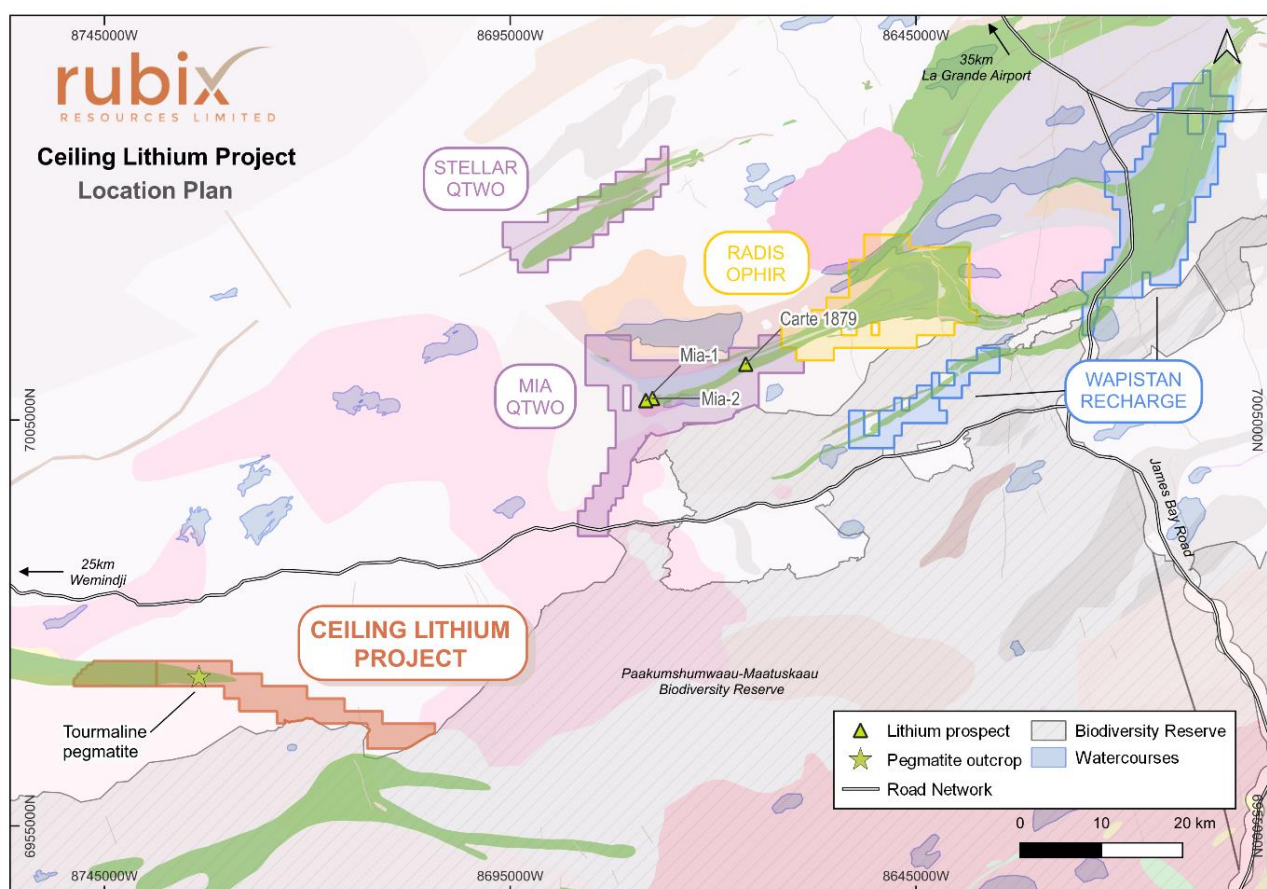 8745000W
8695000W
8645000W
rubix
RESOURCES LIMITED
Ceiling Lithium Project
Location Plan
35km
La Grande Airport
STELLAR
QTWO
RADIS
OPHIR
Carte 1879
Mia-1
Mia-2
MIA
QTWO
WAPISTAN
RECHARGE
7005000N
7005000N
James Bay Road
25km
Wemindji
CEILING LITHIUM
PROJECT
Paakumshumwaau-Maatuskaau
Biodiversity Reserve
Tourmaline
pegmatite
Lithium prospect
Pegmatite outcrop
Road Network
Biodiversity Reserve
Watercourses
0 10 20 km
6955000N
6955000N
8745000W
8695000W
8645000W